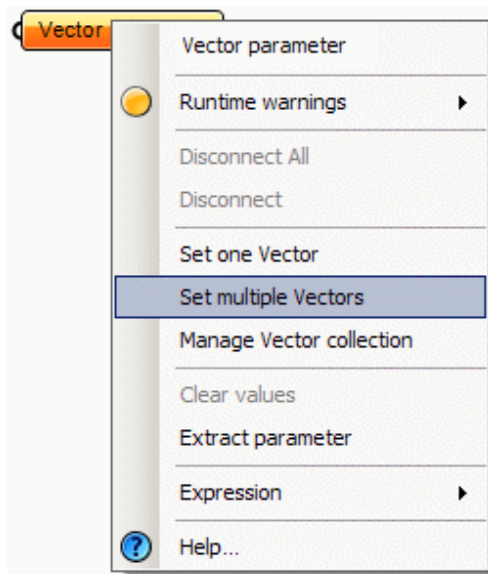 Vector
Vector parameter
Runtime warnings
Disconnect All
Disconnect
Set one Vector
Set multiple Vectors
Manage Vector collection
Clear values
Extract parameter
Expression
?
Help...